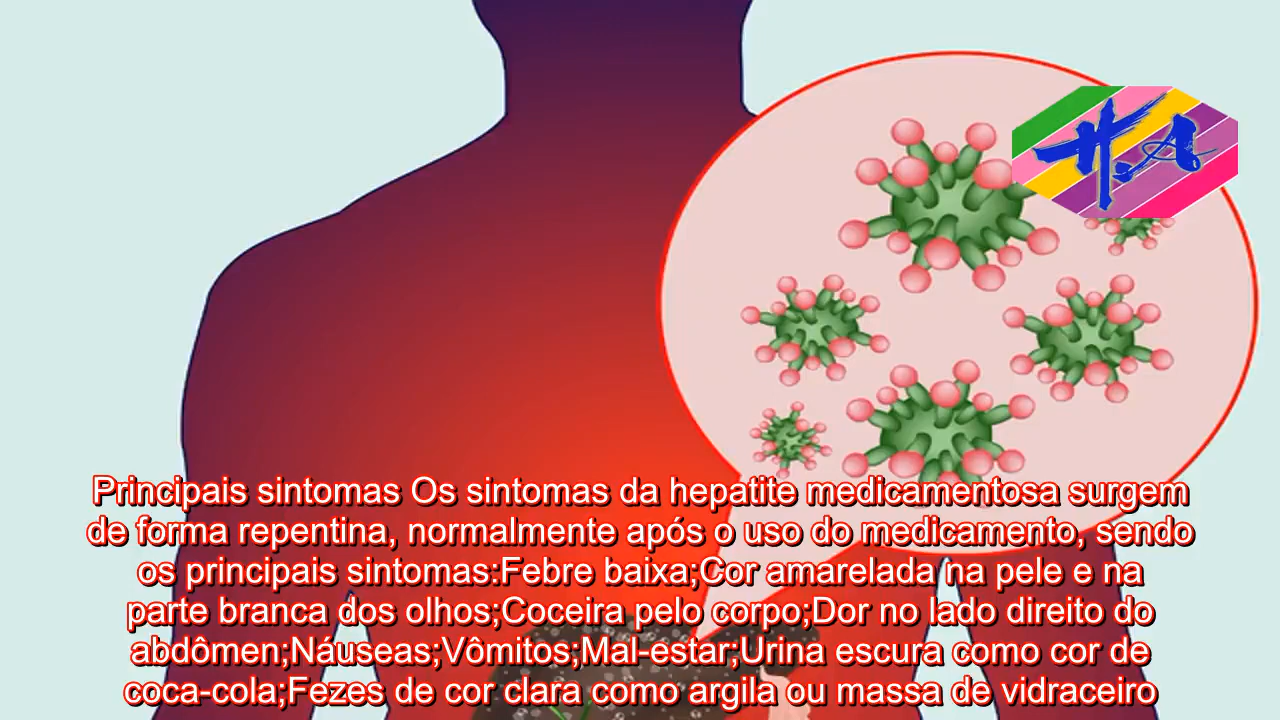 H.A
Principais sintomas Os sintomas da hepatite medicamentosa surgem
de forma repentina, normalmente após o uso do medicamento, sendo
os principais sintomas:Febre baixa;Cor amarelada na pele e na
parte branca dos olhos;Coceira pelo corpo;Dor no lado direito do
abdômen;Náuseas;Vômitos;Mal-estar;Urina escura como cor de
coca-cola;Fezes de cor clara como argila ou massa de vidraceiro